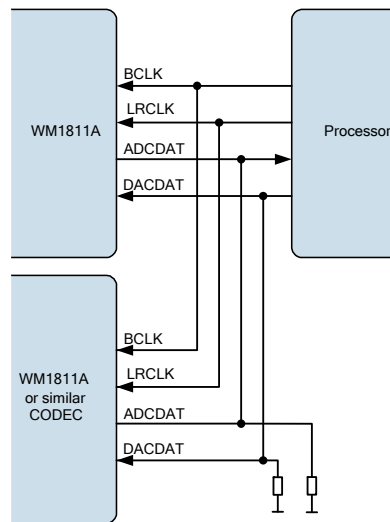 BCLK
LRCLK
WM1811A
Processor
ADCDAT
DACDAT
BCLK
WM1811A
or similar
CODEC
LRCLK
ADCDAT
DACDAT